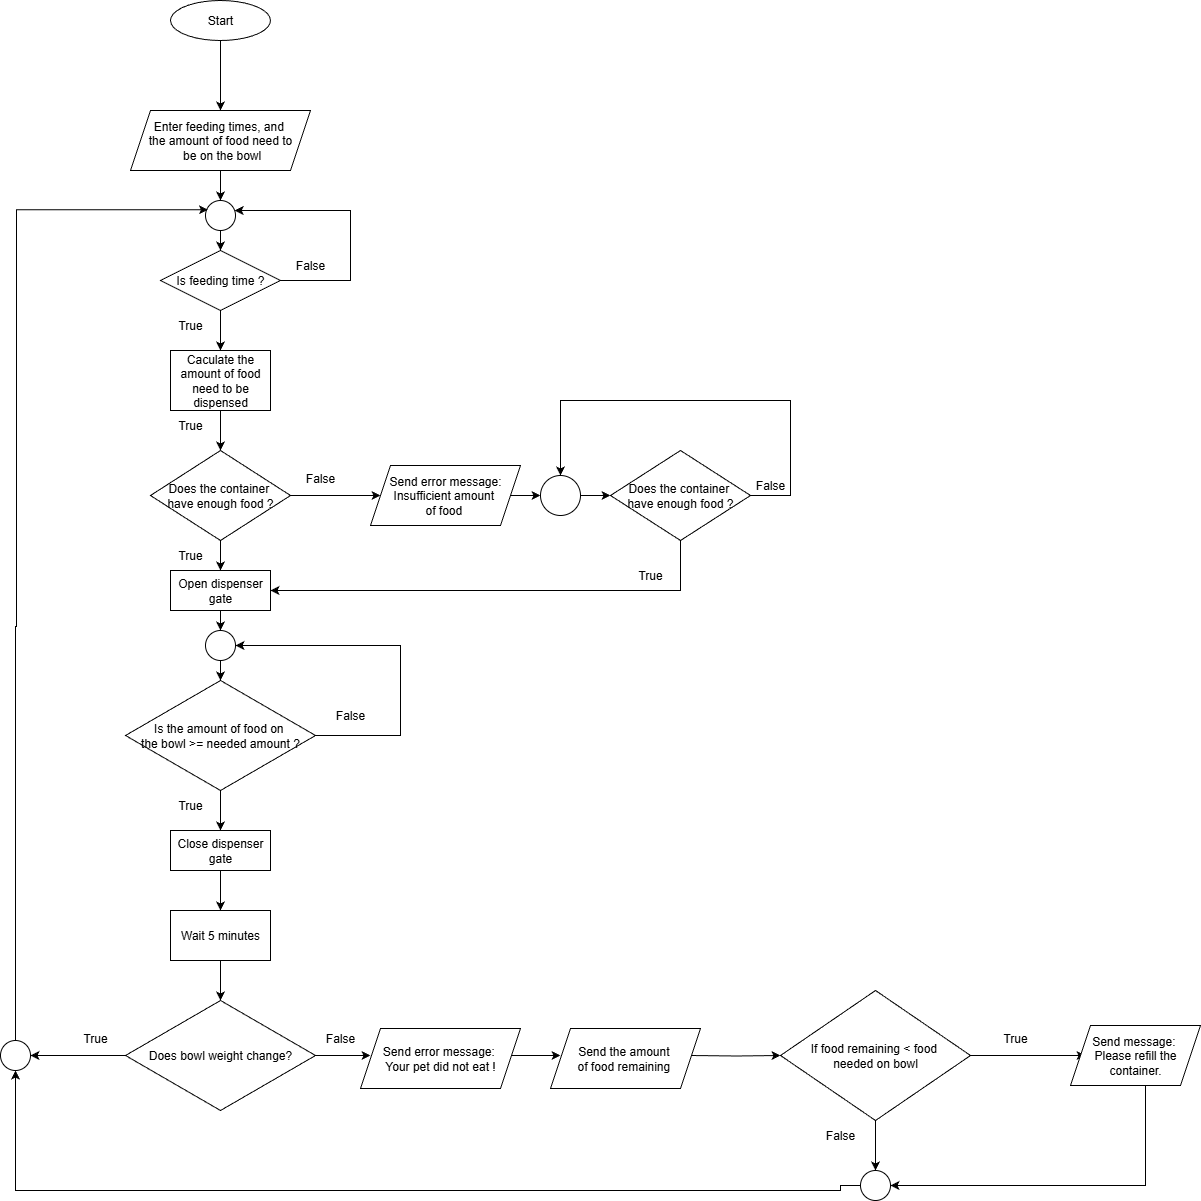 Start
Enter feeding times, and
the amount of food need to
be on the bowl
Is feeding time ?
False
True
Caculate the
amount of food
need to be
dispensed
True
Does the container
have enough food ?
False
Send error message:
Insufficient amount
of food
Does the container
have enough food ?
False
True
True
Open dispenser
gate
Is the amount of food on
the bowl >= needed amount ?
False
True
Close dispenser
gate
Wait 5 minutes
Does bowl weight change?
True
False
Send error message:
Your pet did not eat !
Send the amount
of food remaining
If food remaining < food
needed on bowl
True
Send message:
Please refill the
container.
False